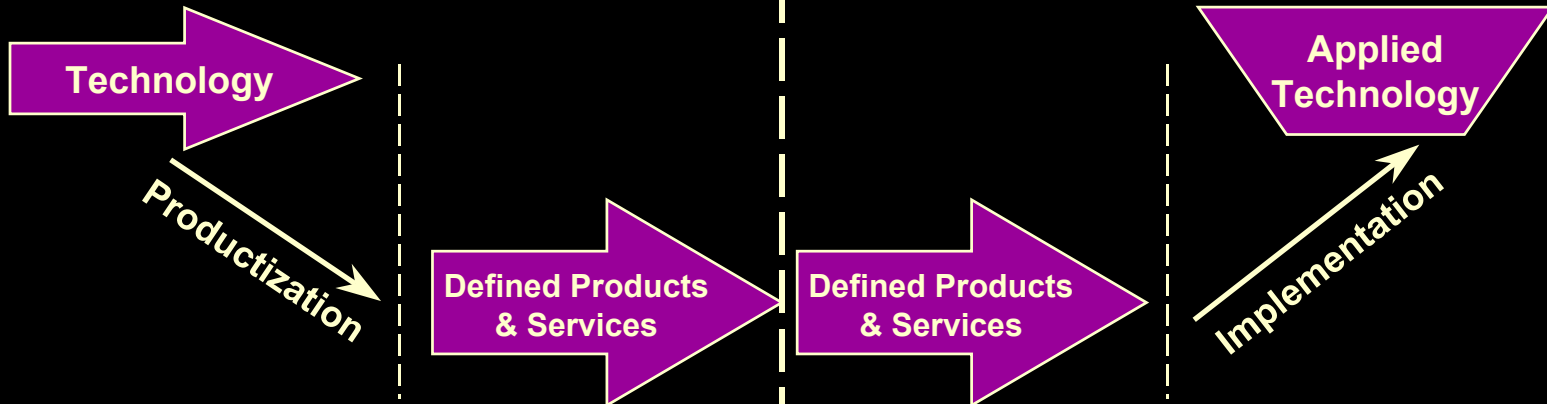 Technology
Productization
Defined Products
& Services
Defined Products
& Services
Implementation
Applied
Technology